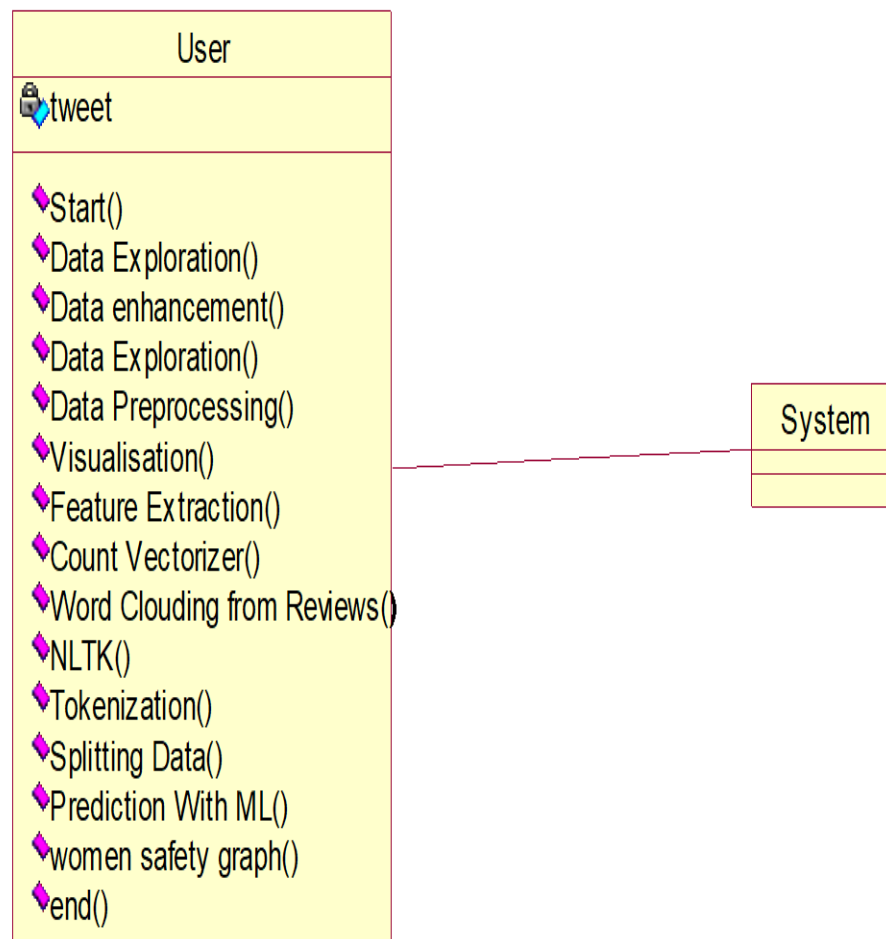 User
tweet
Start()
Data Exploration()
Data enhancement()
Data Exploration()
Data Preprocessing()
Visualisation()
Feature Extraction()
Count Vectorizer()
Word Clouding from Reviews()
NLTK()
Tokenization()
Splitting Data()
Prediction With ML()
women safety graph()
end()
System